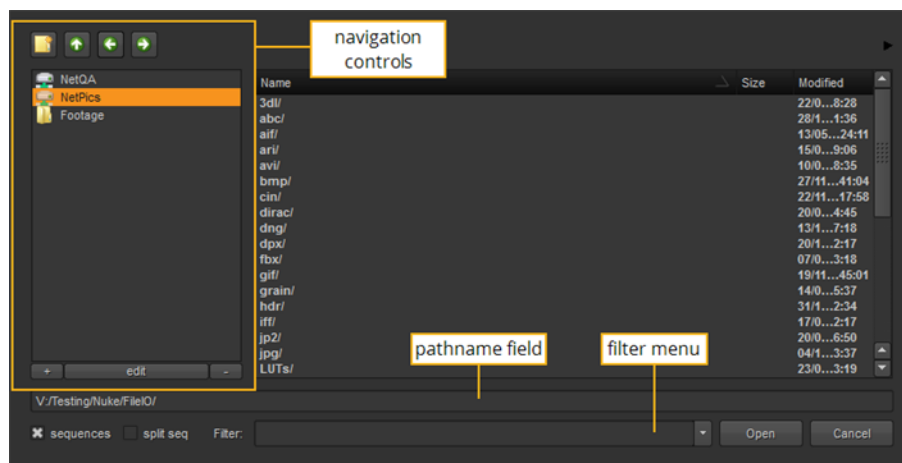 navigation
controls
NetQA
NetPics
Footage
Name Size Modified
3dl/ 22/0...8:28
abc/ 28/1...1:36
aif/ 13/05...24:11
ari/ 15/0...9:06
avi/ 10/0...8:35
bmp/ 27/11...41:04
cin/ 22/11...17:58
dirac/ 20/0...4:45
dng/ 13/1...7:18
dpx/ 20/1...2:17
fbx/ 07/0...3:18
gif/ 19/11...45:01
grain/ 14/0...5:37
hdr/ 31/1...2:34
iff/ 17/0...2:17
jp2/ 20/0...6:50
jpg/ 04/1...3:37
LUTs/ 23/0...3:19
pathname field
filter menu
+ edit -
V:/Testing/Nuke/FileIO/
sequences split seq Filter: Open Cancel